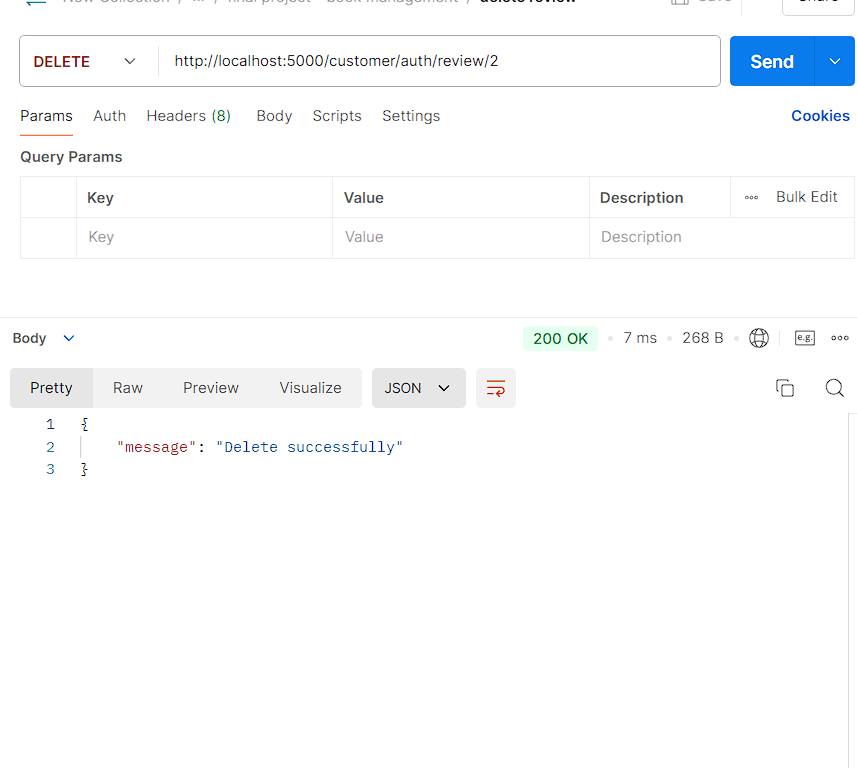 New Collection / ... / final project - book management / delete review Save Share
DELETE http://localhost:5000/customer/auth/review/2 Send
Params Auth Headers (8) Body Scripts Settings Cookies
Query Params
Key Value Description Bulk Edit
Key Value Description
Body 200 OK 7 ms 268 B e.g.
Pretty Raw Preview Visualize JSON
1 {
2 "message": "Delete successfully"
3 }